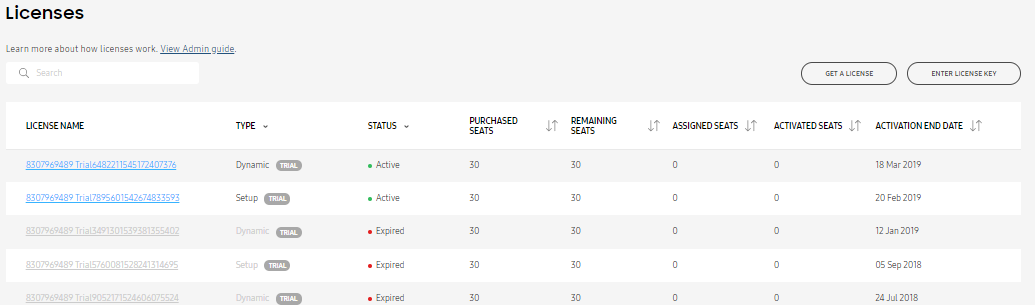 Licenses
Learn more about how licenses work. View Admin guide.
Search
GET A LICENSE
ENTER LICENSE KEY
LICENSE NAME TYPE STATUS PURCHASED SEATS REMAINING SEATS ASSIGNED SEATS ACTIVATED SEATS ACTIVATION END DATE
8307969489 Trial6482211545172407376 Dynamic TRIAL Active 30 30 0 0 18 Mar 2019
8307969489 Trial7895601542674833593 Setup TRIAL Active 30 30 0 0 20 Feb 2019
8307969489 Trial3491301539381355402 Dynamic TRIAL Expired 30 30 0 0 12 Jan 2019
8307969489 Trial5760081528241314695 Setup TRIAL Expired 30 30 0 0 05 Sep 2018
8307969489 Trial9052171524606075524 Dynamic TRIAL Expired 30 30 0 0 24 Jul 2018